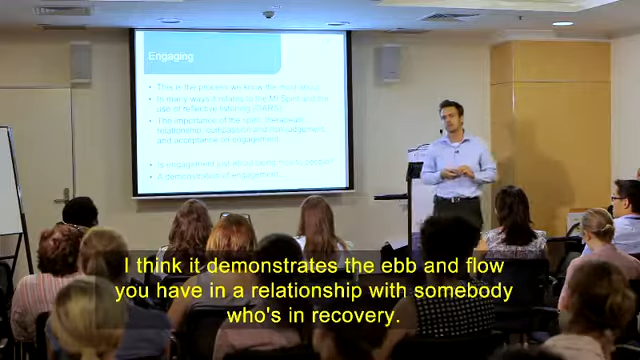 Engaging
• This is the process we know the most about
• In many ways it relates to the MI Spirit and the
use of reflective listening (OARS)
• The importance of the spirit, therapeutic
relationship, compassion and non-judgement
and acceptance on engagement
• Is engagement just about being nice to people?
• A demonstration of engagement...
I think it demonstrates the ebb and flow
you have in a relationship with somebody
who's in recovery.